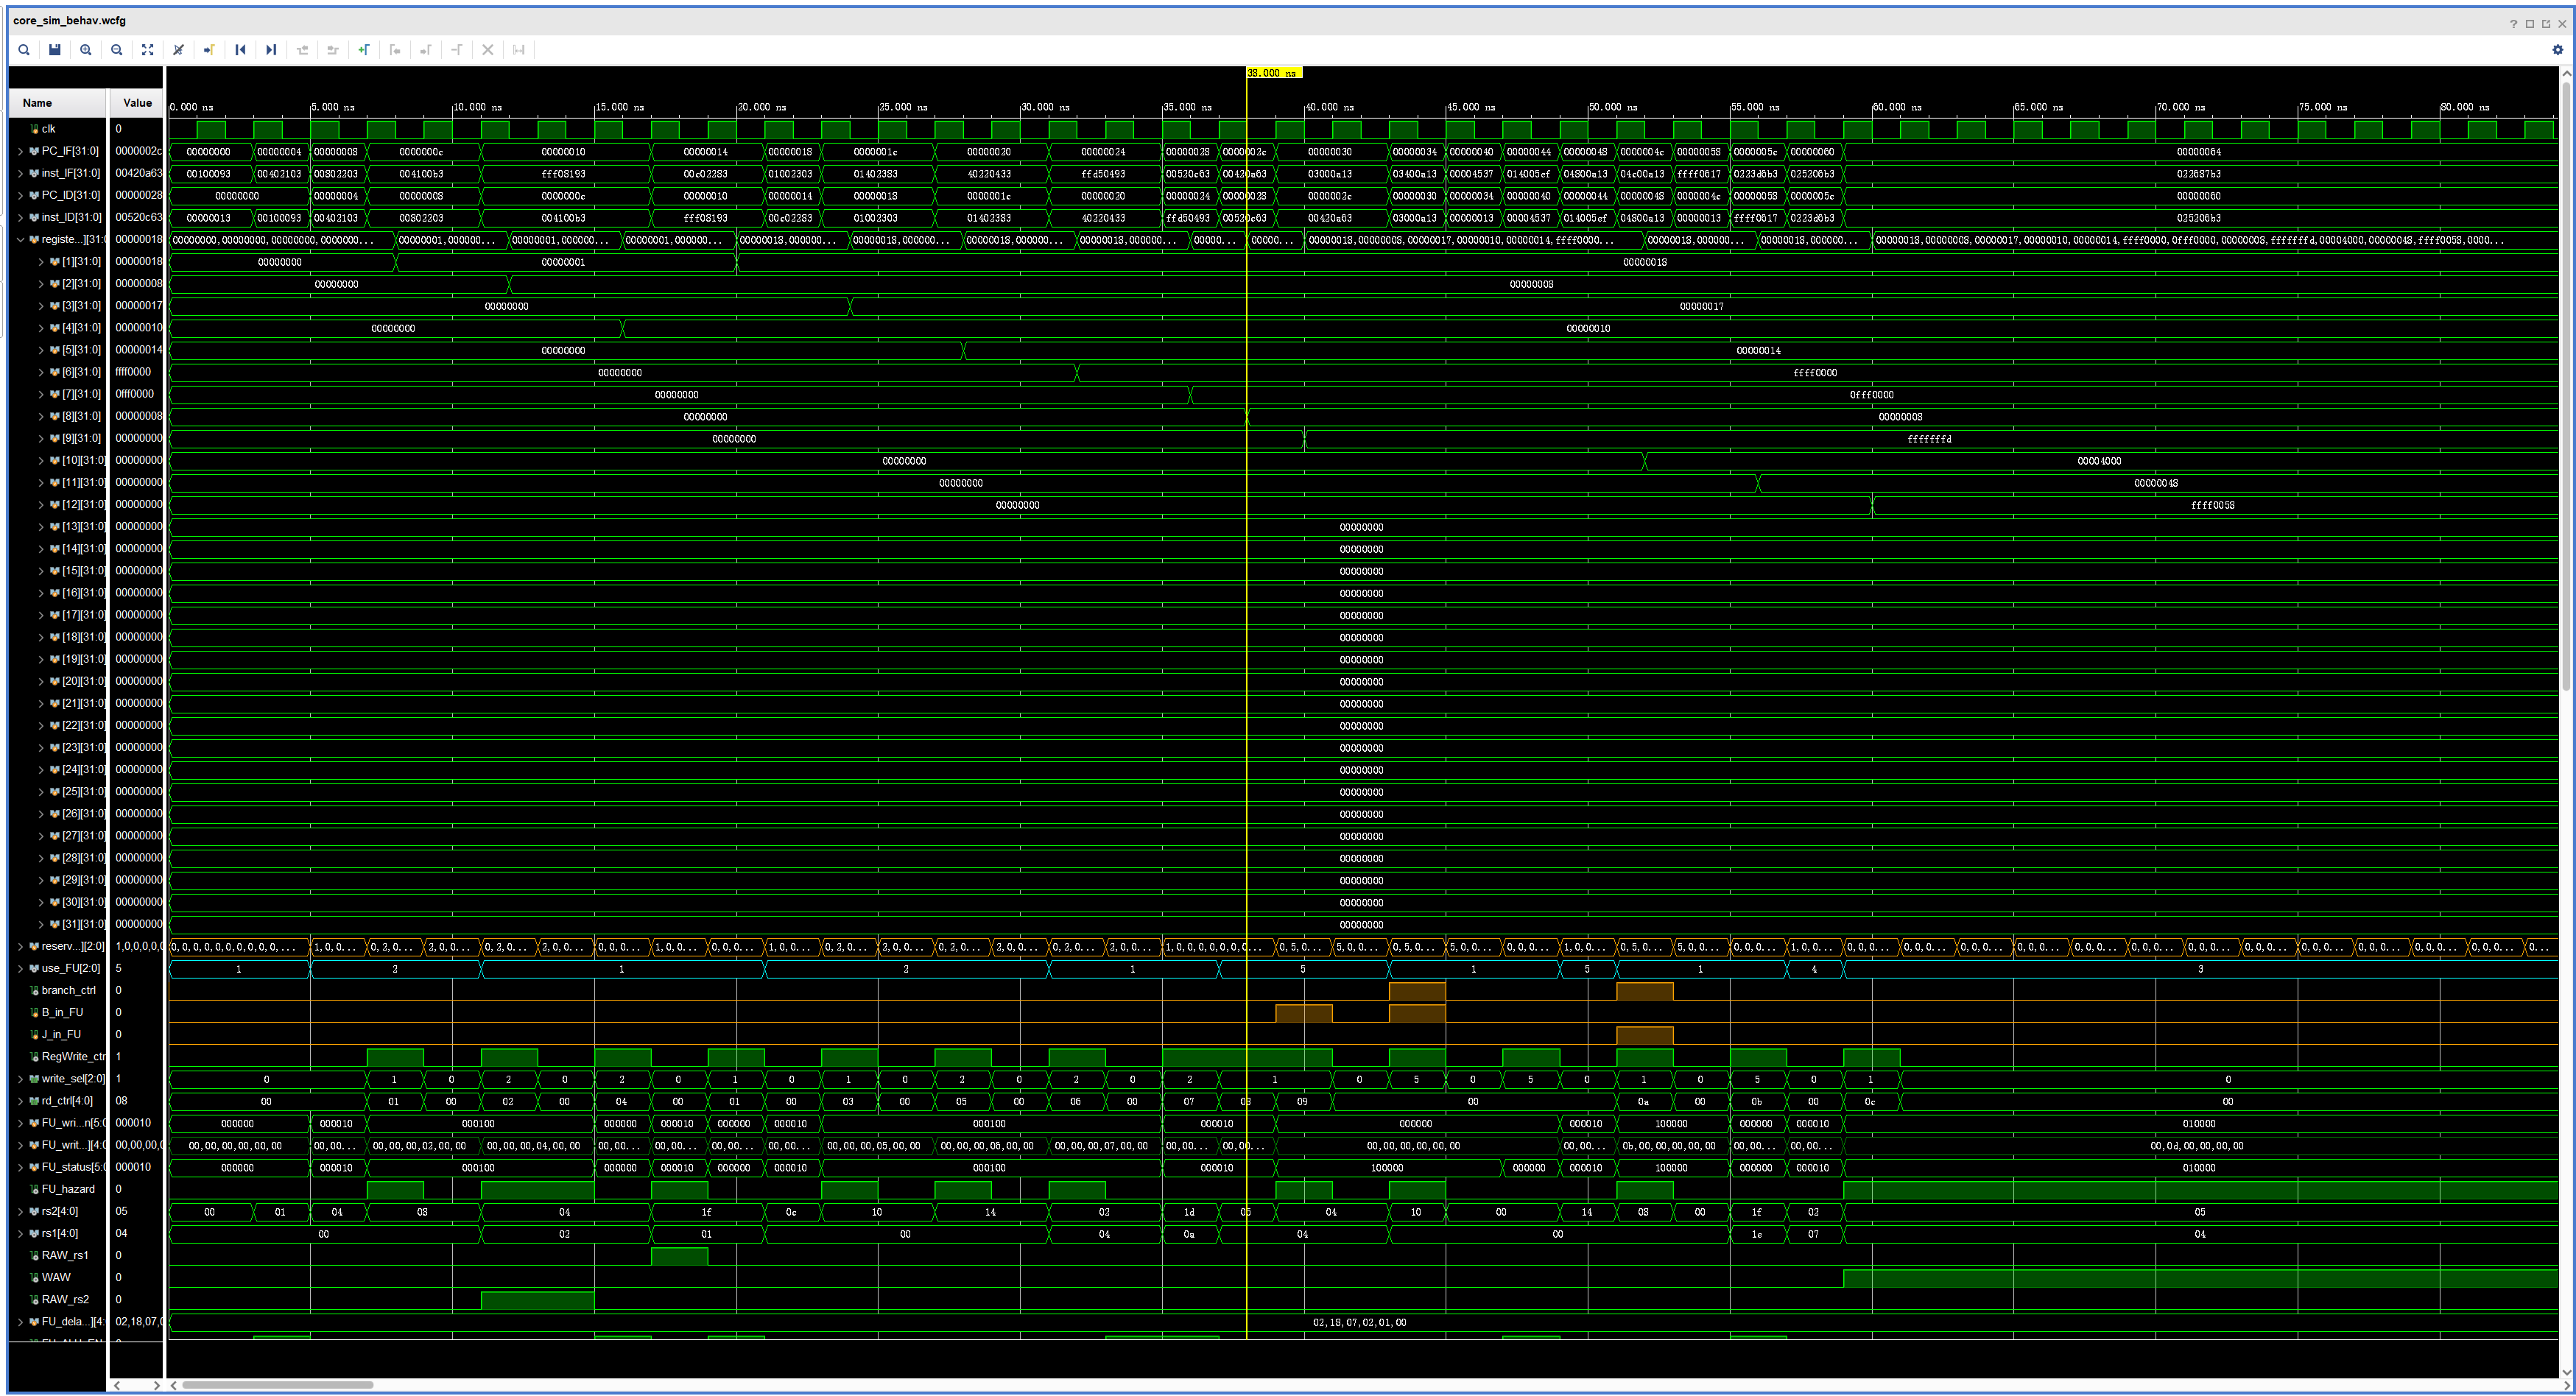 core_sim_behav.wcfg
38.000 ns
Name Value 0.000 ns 5.000 ns 10.000 ns 15.000 ns 20.000 ns 25.000 ns 30.000 ns 35.000 ns 40.000 ns 45.000 ns 50.000 ns 55.000 ns 60.000 ns 65.000 ns 70.000 ns 75.000 ns 80.000 ns
clk 0
PC_IF[31:0] 0000002c 00000000 00000004 00000008 0000000c 00000010 00000014 00000018 0000001c 00000020 00000024 00000028 0000002c 00000030 00000034 00000040 00000044 00000048 0000004c 00000058 0000005c 00000060 00000064
inst_IF[31:0] 00420a63 00100093 00402103 00802203 004100b3 fff08193 00c02283 01002303 01402383 40220433 ffd50493 00520c63 00420a63 03000a13 03400a13 00004537 014005ef 04800a13 04c00a13 ffff0617 0223d6b3 025206b3 022687b3
PC_ID[31:0] 00000028 00000000 00000004 00000008 0000000c 00000010 00000014 00000018 0000001c 00000020 00000024 00000028 0000002c 00000030 00000034 00000040 00000044 00000048 0000004c 00000058 0000005c 00000060
inst_ID[31:0] 00520c63 00000013 00100093 00402103 00802203 004100b3 fff08193 00c02283 01002303 01402383 40220433 ffd50493 00520c63 00420a63 03000a13 00000013 00004537 014005ef 04800a13 00000013 ffff0617 0223d6b3 025206b3
registe...][31:0 00000018 00000000,00000000,00000000,0000000... 00000001,000000... 00000001,000000... 00000001,000000... 00000018,000000... 00000018,000000... 00000018,000000... 00000018,000000... 00000... 00000... 00000018,00000008,00000017,00000010,00000014,ffff0000... 00000018,000000... 00000018,000000... 00000018,00000008,00000017,00000010,00000014,ffff0000,0fff0000,00000008,fffffffd,00004000,00000048,ffff0058,0000...
[1][31:0] 00000018 00000000 00000001 00000018
[2][31:0] 00000008 00000000 00000008
[3][31:0] 00000017 00000000 00000017
[4][31:0] 00000010 00000000 00000010
[5][31:0] 00000014 00000000 00000014
[6][31:0] ffff0000 00000000 ffff0000
[7][31:0] 0fff0000 00000000 0fff0000
[8][31:0] 00000008 00000000 00000008
[9][31:0] 00000000 00000000 fffffffd
[10][31:0] 00000000 00000000 00004000
[11][31:0] 00000000 00000000 00000048
[12][31:0] 00000000 00000000 ffff0058
[13][31:0] 00000000 00000000
[14][31:0] 00000000 00000000
[15][31:0] 00000000 00000000
[16][31:0] 00000000 00000000
[17][31:0] 00000000 00000000
[18][31:0] 00000000 00000000
[19][31:0] 00000000 00000000
[20][31:0] 00000000 00000000
[21][31:0] 00000000 00000000
[22][31:0] 00000000 00000000
[23][31:0] 00000000 00000000
[24][31:0] 00000000 00000000
[25][31:0] 00000000 00000000
[26][31:0] 00000000 00000000
[27][31:0] 00000000 00000000
[28][31:0] 00000000 00000000
[29][31:0] 00000000 00000000
[30][31:0] 00000000 00000000
[31][31:0] 00000000 00000000
reserv...][2:0] 1,0,0,0,0,0 0,0,0,0,0,0,0,0,0,0,... 1,0,0... 0,2,0... 2,0,0... 0,2,0... 2,0,0... 0,0,0... 1,0,0... 0,0,0... 1,0,0... 0,2,0... 2,0,0... 0,2,0... 2,0,0... 0,2,0... 2,0,0... 1,0,0,0,0,0,0... 0,5,0... 5,0,0... 0,5,0... 5,0,0... 0,0,0... 1,0,0... 0,5,0... 5,0,0... 0,0,0... 1,0,0... 0,0,0... 0,0,0... 0,0,0... 0,0,0... 0,0,0... 0,0,0... 0,0,0... 0,0,0... 0,0,0... 0,0,0... 0,0,0... 0...
use_FU[2:0] 5 1 2 1 2 1 5 1 5 1 4 3
branch_ctrl 0
B_in_FU 0
J_in_FU 0
RegWrite_ctr 1
write_sel[2:0] 1 0 1 0 2 0 2 0 1 0 1 0 2 0 2 0 2 1 0 5 0 5 0 1 0 5 0 1 0
rd_ctrl[4:0] 08 00 01 00 02 00 04 00 01 00 03 00 05 00 06 00 07 08 09 00 0a 00 0b 00 0c 00
FU_wri...n[5:0 000010 000000 000010 000100 000000 000010 000000 000010 000100 000010 000000 000010 100000 000000 000010 010000
FU_writ...][4:0 00,00,00,0 00,00,00,00,00,00 00,00... 00,00,00,02,00,00 00,00,00,04,00,00 00,00... 00,00... 00,00... 00,00... 00,00,00,05,00,00 00,00,00,06,00,00 00,00,00,07,00,00 00,00... 00,00... 00,00,00,00,00,00 00,00... 0b,00,00,00,00,00 00,00... 00,00... 00,0d,00,00,00,00
FU_status[5:0 000010 000000 000010 000100 000000 000010 000000 000010 000100 000010 100000 000000 000010 100000 000000 000010 010000
FU_hazard 0
rs2[4:0] 05 00 01 04 08 04 1f 0c 10 14 02 1d 05 04 10 00 14 08 00 1f 02 05
rs1[4:0] 04 00 02 01 00 04 0a 04 00 1e 07 04
RAW_rs1 0
WAW 0
RAW_rs2 0
FU_dela...][4: 02,18,07,0 02,18,07,02,01,00